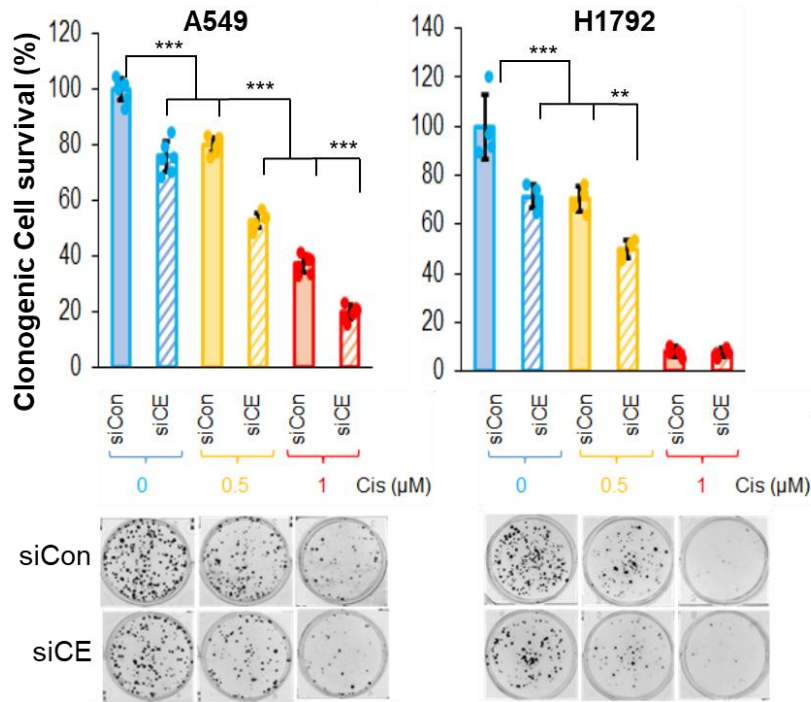 A549
H1792
Clonogenic Cell survival (%)
120
100
80
60
40
20
0
***
***
***
140
120
100
80
60
40
20
0
***
**
siCon
siCE
siCon
siCE
siCon
siCE
0
0.5
1
Cis (µM)
siCon
siCE
siCon
siCE
siCon
siCE
0
0.5
1
Cis (µM)
siCon
siCE